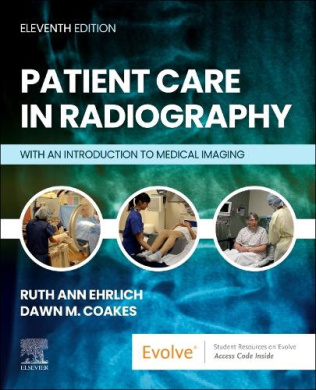 ELEVENTH EDITION
PATIENT CARE
IN RADIOGRAPHY
WITH AN INTRODUCTION TO MEDICAL IMAGING
RUTH ANN EHRLICH
DAWN M. COAKES
ELSEVIER
Evolve®
Student Resources on Evolve
Access Code Inside